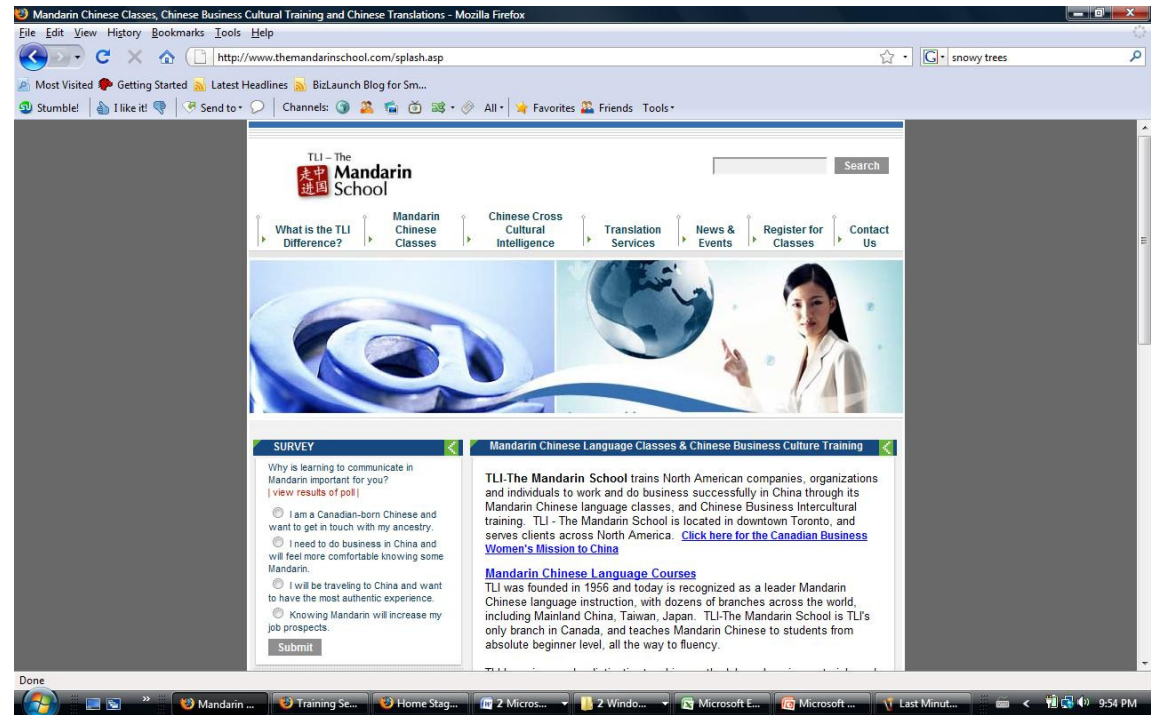 Mandarin Chinese Classes, Chinese Business Cultural Training and Chinese Translations - Mozilla Firefox
File Edit View History Bookmarks Tools Help
http://www.themandarinschool.com/splash.asp
snowy trees
Most Visited Getting Started Latest Headlines BizLaunch Blog for Sm...
Stumble! I like it! Send to Channels: All Favorites Friends Tools
TLI – The
走中 Mandarin
进国 School
Search
What is the TLI Difference?
Mandarin Chinese Classes
Chinese Cross Cultural Intelligence
Translation Services
News & Events
Register for Classes
Contact Us
SURVEY
Why is learning to communicate in
Mandarin important for you?
| view results of poll |
I am a Canadian-born Chinese and
want to get in touch with my ancestry.
I need to do business in China and
will feel more comfortable knowing some
Mandarin.
I will be traveling to China and want
to have the most authentic experience.
Knowing Mandarin will increase my
job prospects.
Submit
Mandarin Chinese Language Classes & Chinese Business Culture Training
TLI-The Mandarin School trains North American companies, organizations
and individuals to work and do business successfully in China through its
Mandarin Chinese language classes, and Chinese Business Intercultural
training. TLI - The Mandarin School is located in downtown Toronto, and
serves clients across North America. Click here for the Canadian Business
Women's Mission to China
Mandarin Chinese Language Courses
TLI was founded in 1956 and today is recognized as a leader Mandarin
Chinese language instruction, with dozens of branches across the world,
including Mainland China, Taiwan, Japan. TLI-The Mandarin School is TLI's
only branch in Canada, and teaches Mandarin Chinese to students from
absolute beginner level, all the way to fluency.
Done
Mandarin ... Training Se... Home Stag... 2 Micros... 2 Windo... Microsoft E... Microsoft ... Last Minut... 9:54 PM